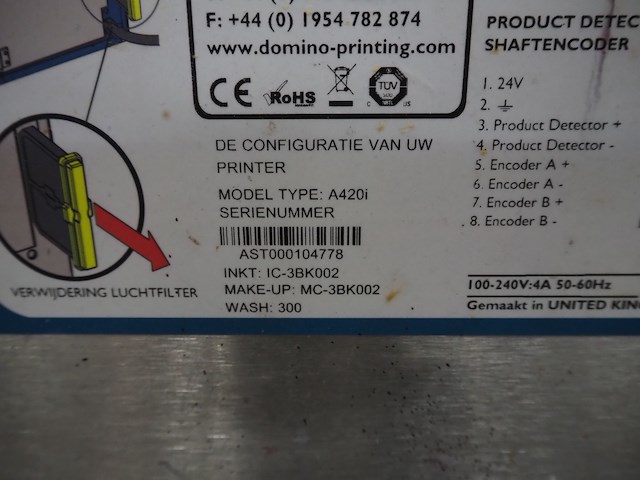 F: +44 (0) 1954 782 874
www.domino-printing.com
CE RoHS TUV
DE CONFIGURATIE VAN UW
PRINTER
MODEL TYPE: A420i
SERIENUMMER
AST000104778
INKT: IC-3BK002
MAKE-UP: MC-3BK002
WASH: 300
VERWIJDERING LUCHTFILTER
PRODUCT DETEC
SHAFTENCODER
1. 24V
2.
3. Product Detector +
4. Product Detector -
5. Encoder A +
6. Encoder A -
7. Encoder B +
8. Encoder B -
100-240V:4A 50-60Hz
Gemaakt in UNITED KIN